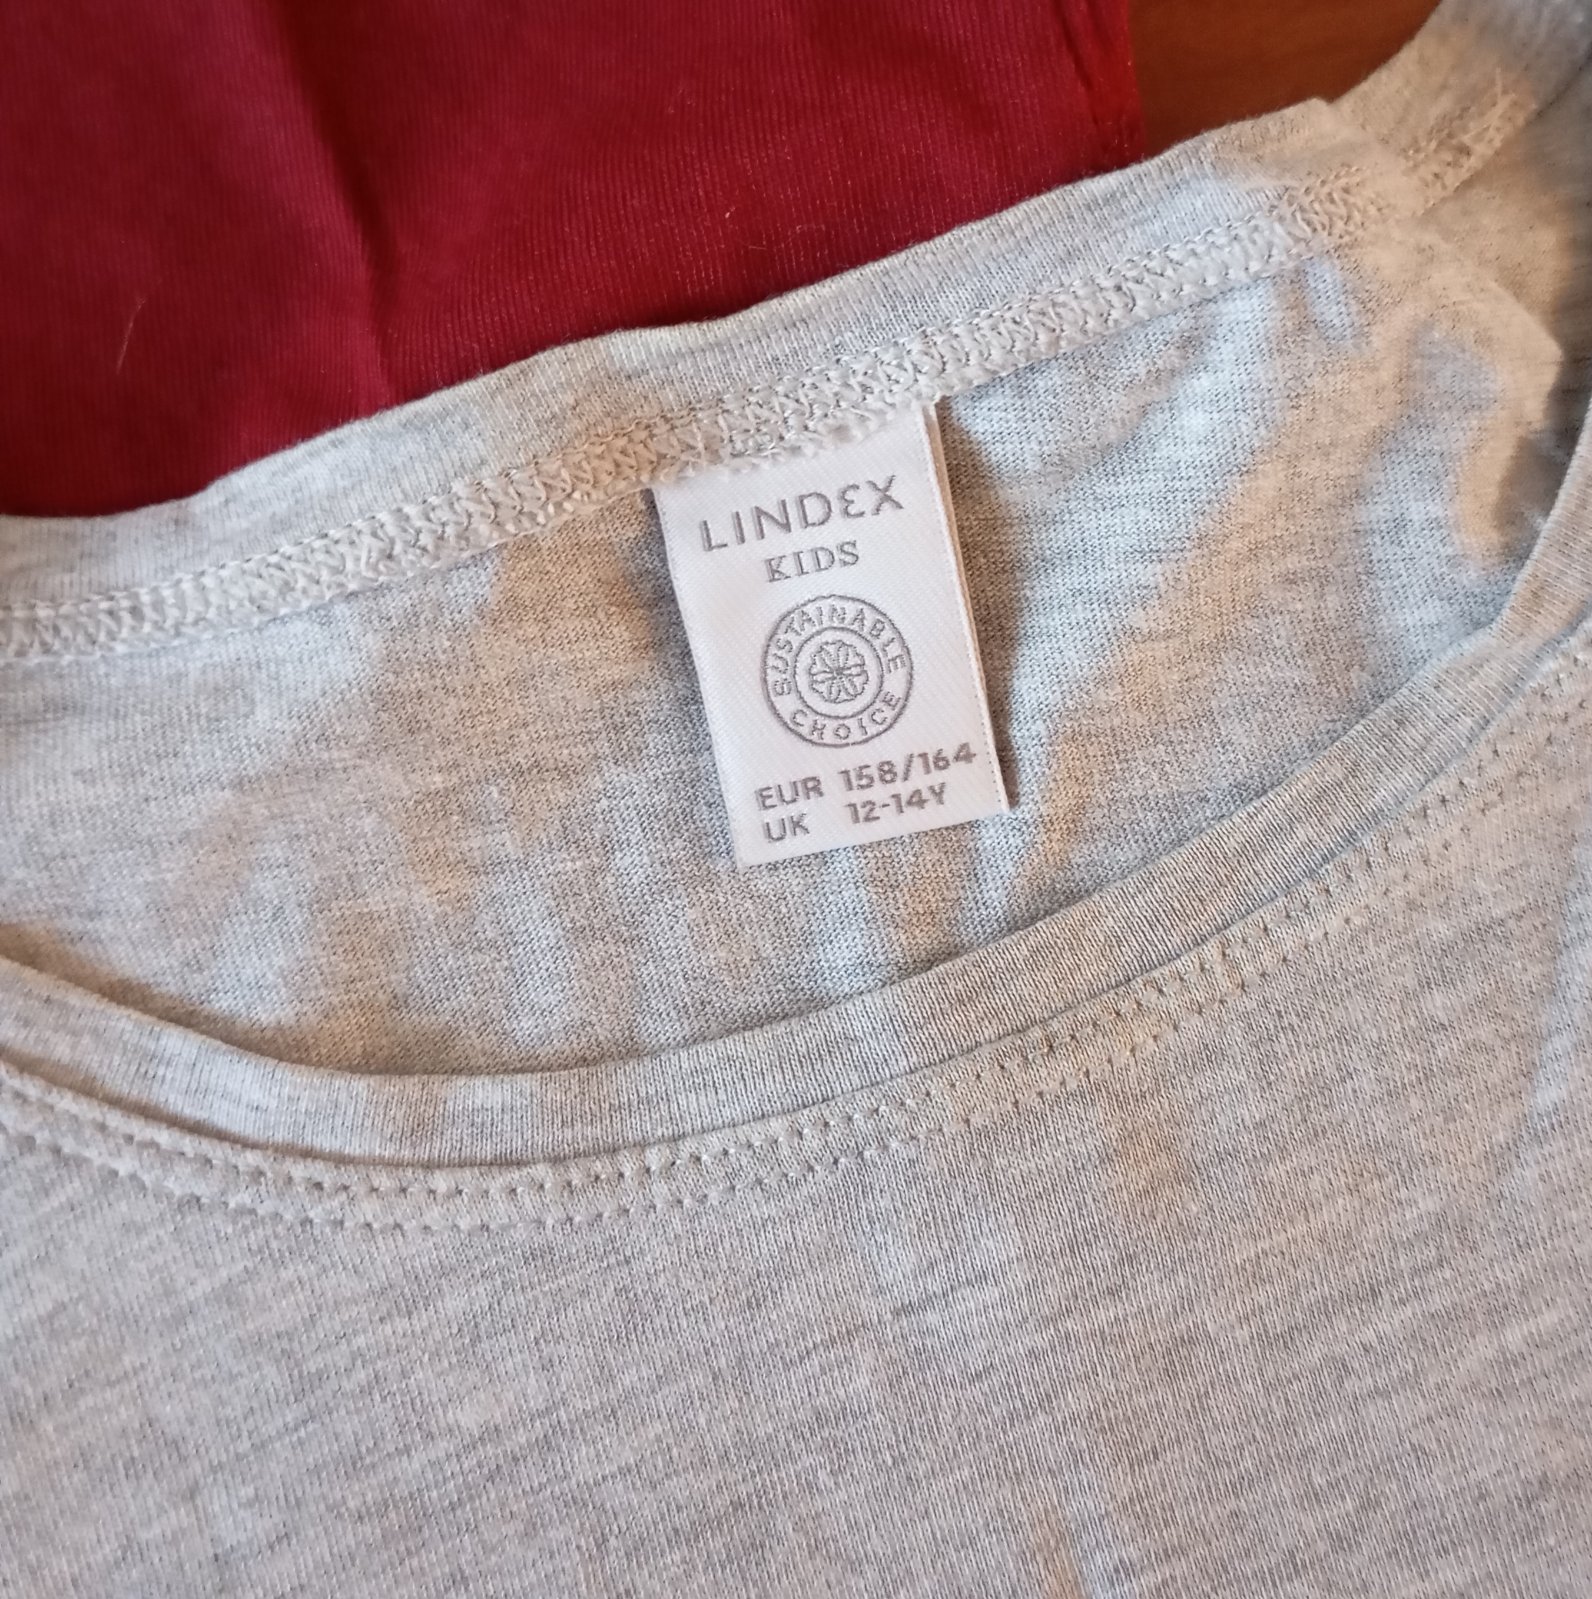 LINDEX
KIDS
SUSTAINABLE
CHOICE
EUR 158/164
UK 12-14Y